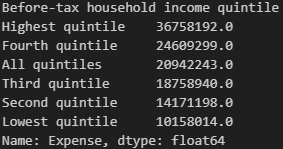 Before-tax household income quintile
Highest quintile    36758192.0
Fourth quintile     24609299.0
All quintiles       20942243.0
Third quintile      18758940.0
Second quintile     14171198.0
Lowest quintile     10158014.0
Name: Expense, dtype: float64